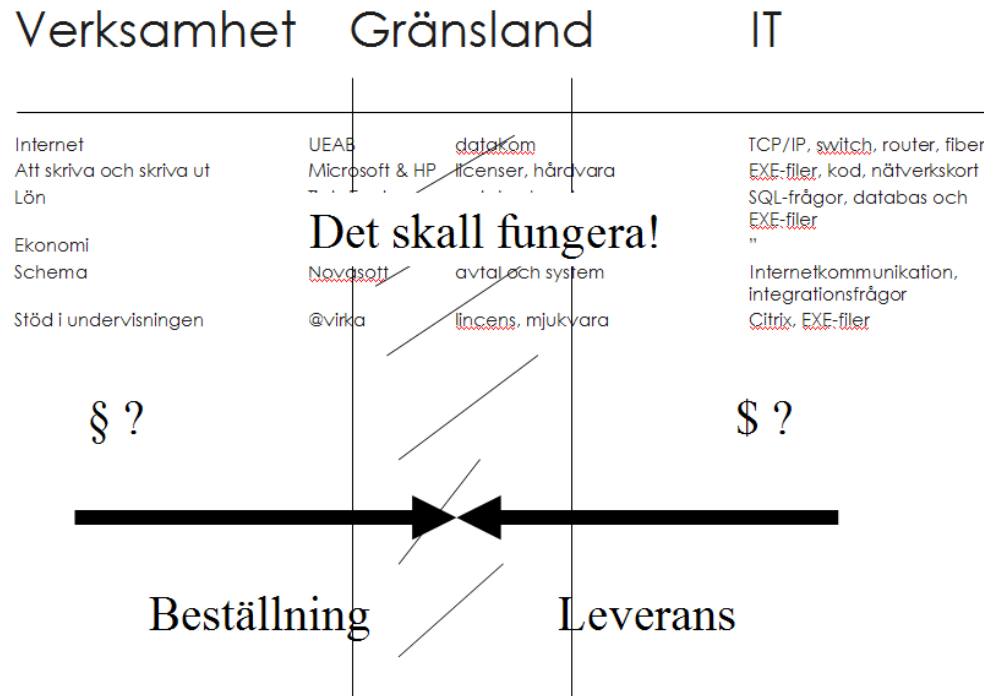 Verksamhet Gränsland IT
Internet UEAB datakom TCP/IP, switch, router, fiber
Att skriva och skriva ut Microsoft & HP licenser, hårdvara EXE-filer, kod, nätverkskort
Lön SQL-frågor, databas och
EXE-filer
Det skall fungera!
Ekonomi ”
Schema Novasoft avtal och system Internetkommunikation,
integrationsfrågor
Stöd i undervisningen @virka lincens, mjukvara Citrix, EXE-filer
§ ? $ ?
Beställning Leverans